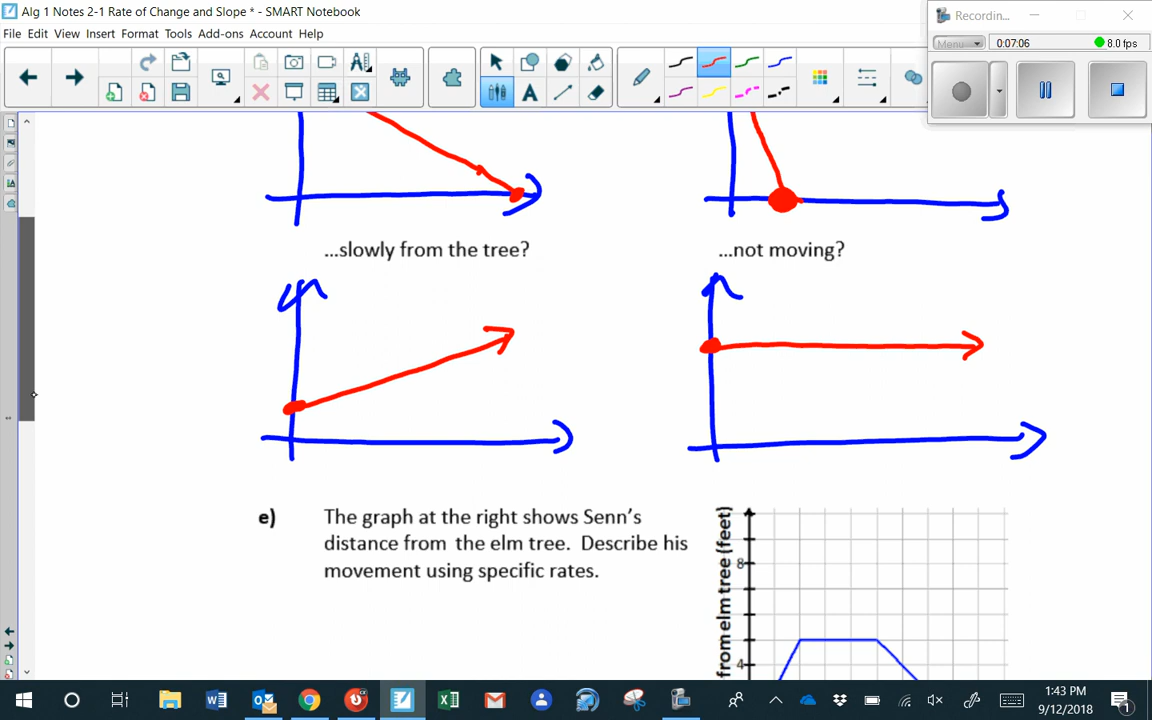 Alg 1 Notes 2-1 Rate of Change and Slope * - SMART Notebook
File Edit View Insert Format Tools Add-ons Account Help
Recordin...
Menu
0:07:06
8.0 fps
...slowly from the tree?
...not moving?
e) The graph at the right shows Senn's
distance from the elm tree. Describe his
movement using specific rates.
from elm tree (feet)
8
4
1:43 PM
9/12/2018
1